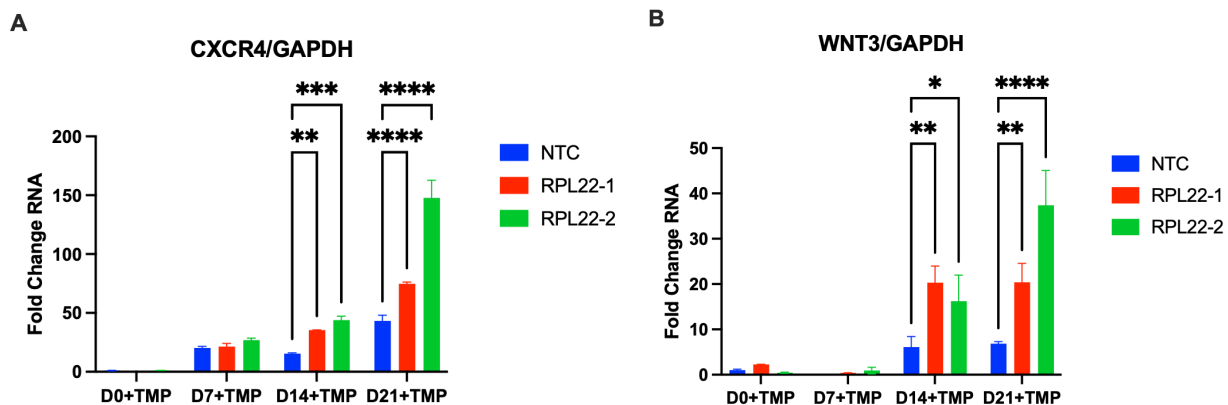 A
CXCR4/GAPDH
*** ****
** ****
Fold Change RNA
200
150
100
50
0
D0+TMP D7+TMP D14+TMP D21+TMP
NTC
RPL22-1
RPL22-2
B
WNT3/GAPDH
* ****
** **
Fold Change RNA
50
40
30
20
10
0
D0+TMP D7+TMP D14+TMP D21+TMP
NTC
RPL22-1
RPL22-2